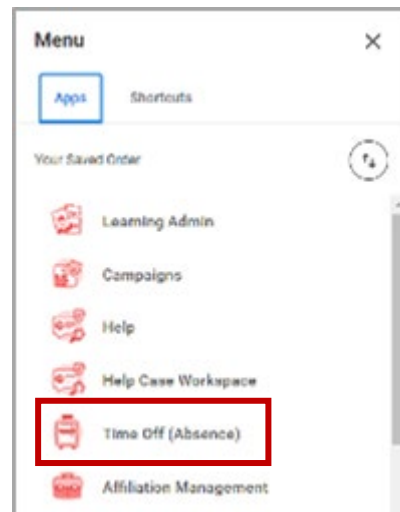 Menu
Apps
Shortcuts
Your Saved Order
Learning Admin
Campaigns
Help
Help Case Workspace
Time Off (Absence)
Affiliation Management